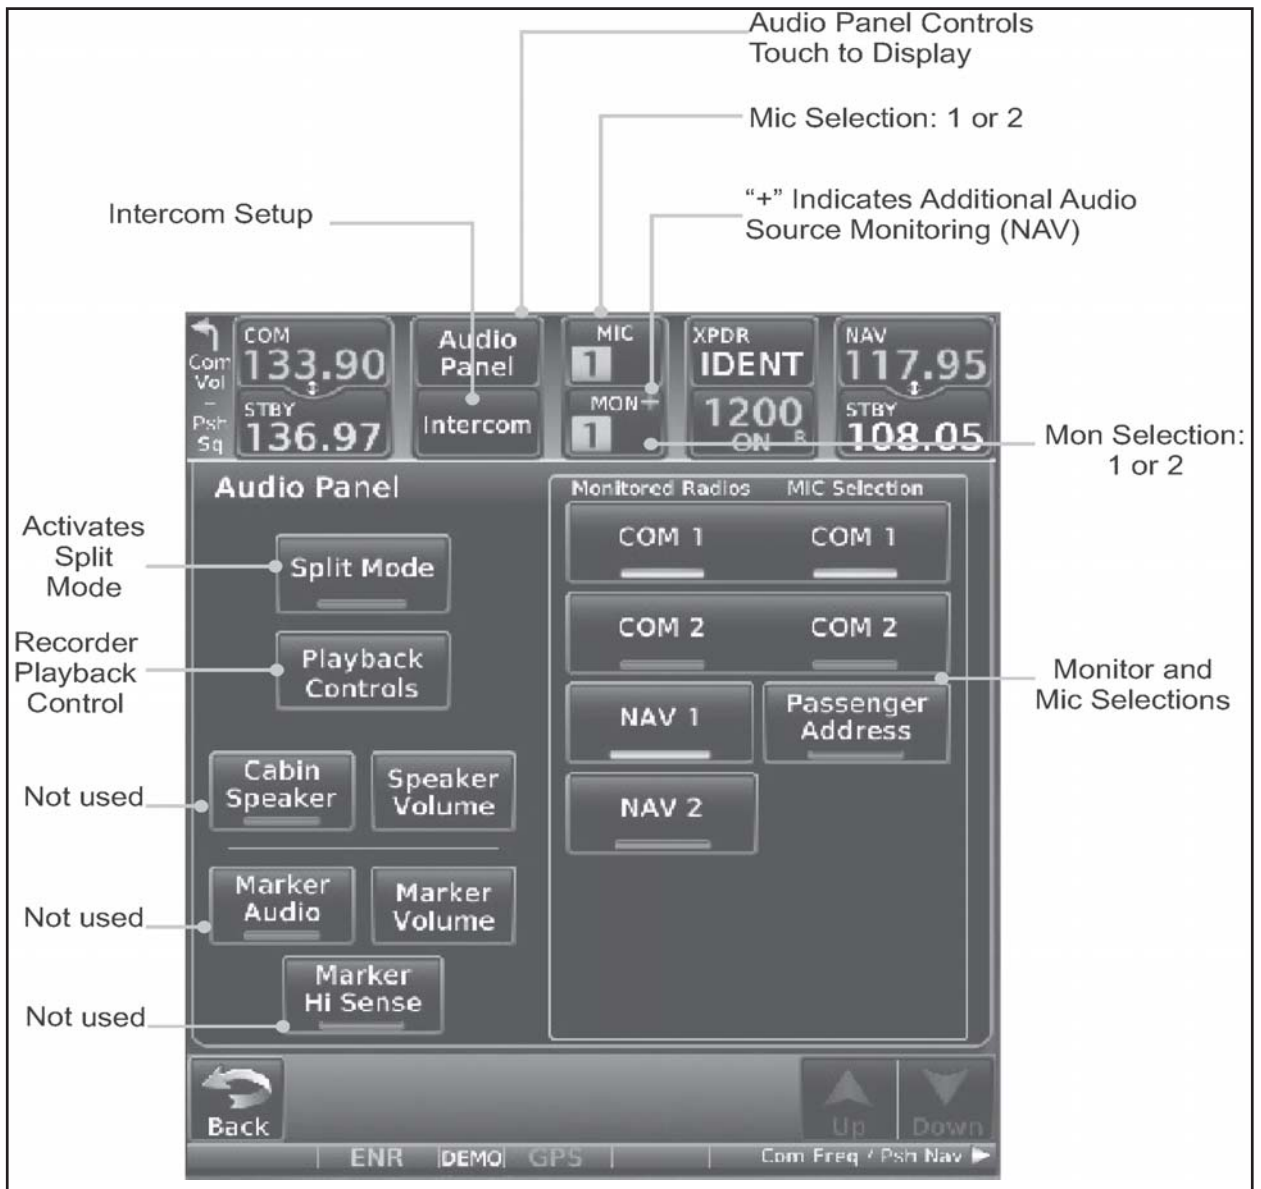 Audio Panel Controls
Touch to Display
Mic Selection: 1 or 2
“+” Indicates Additional Audio
Source Monitoring (NAV)
Intercom Setup
Com
Vol
–
Psh
Sq
COM
133.90
STBY
136.97
Audio
Panel
Intercom
MIC
1
MON+
1
XPDR
IDENT
1200
ON R
NAV
117.95
STBY
108.05
Mon Selection:
1 or 2
Audio Panel
Monitored Radios MIC Selection
Activates
Split
Mode
Split Mode
COM 1 COM 1
COM 2 COM 2
Recorder
Playback
Control
Playback
Controls
Monitor and
Mic Selections
NAV 1
Passenger
Address
Not used
Cabin
Speaker
Speaker
Volume
NAV 2
Not used
Marker
Audio
Marker
Volume
Not used
Marker
Hi Sense
Back
Up
Down
ENR DEMO GPS
Com Freq / Psh Nav